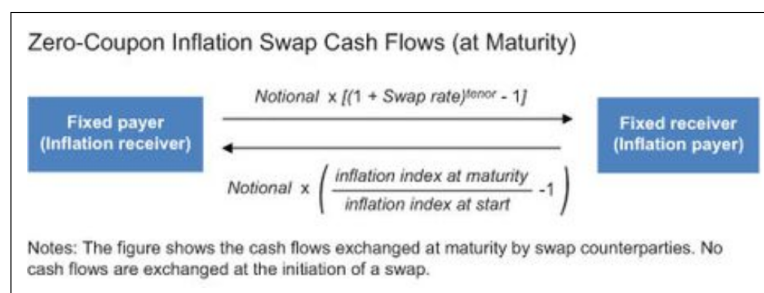 Zero-Coupon Inflation Swap Cash Flows (at Maturity)
Notional x [(1 + Swap rate)^tenor - 1]
Fixed payer
(Inflation receiver)
Fixed receiver
(Inflation payer)
Notional x ( inflation index at maturity / inflation index at start -1 )
Notes: The figure shows the cash flows exchanged at maturity by swap counterparties. No
cash flows are exchanged at the initiation of a swap.